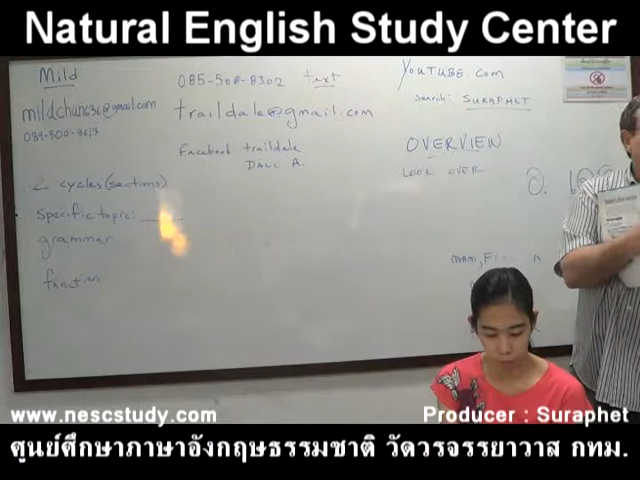 Natural English Study Center
Mild
085-508-8302 text
YOUTUBE.com
search: SURAPHET
mildchan636@gmail.com
traildale@gmail.com
089-300-8613
Facebook traildale
DALL A.
OVERVIEW
LOOK OVER
2 cycles (sections)
specific topic:
grammar
function
www.nescstudy.com
Producer : Suraphet
ศูนย์ศึกษาภาษาอังกฤษธรรมชาติ วัดวรจรรยาวาส กทม.